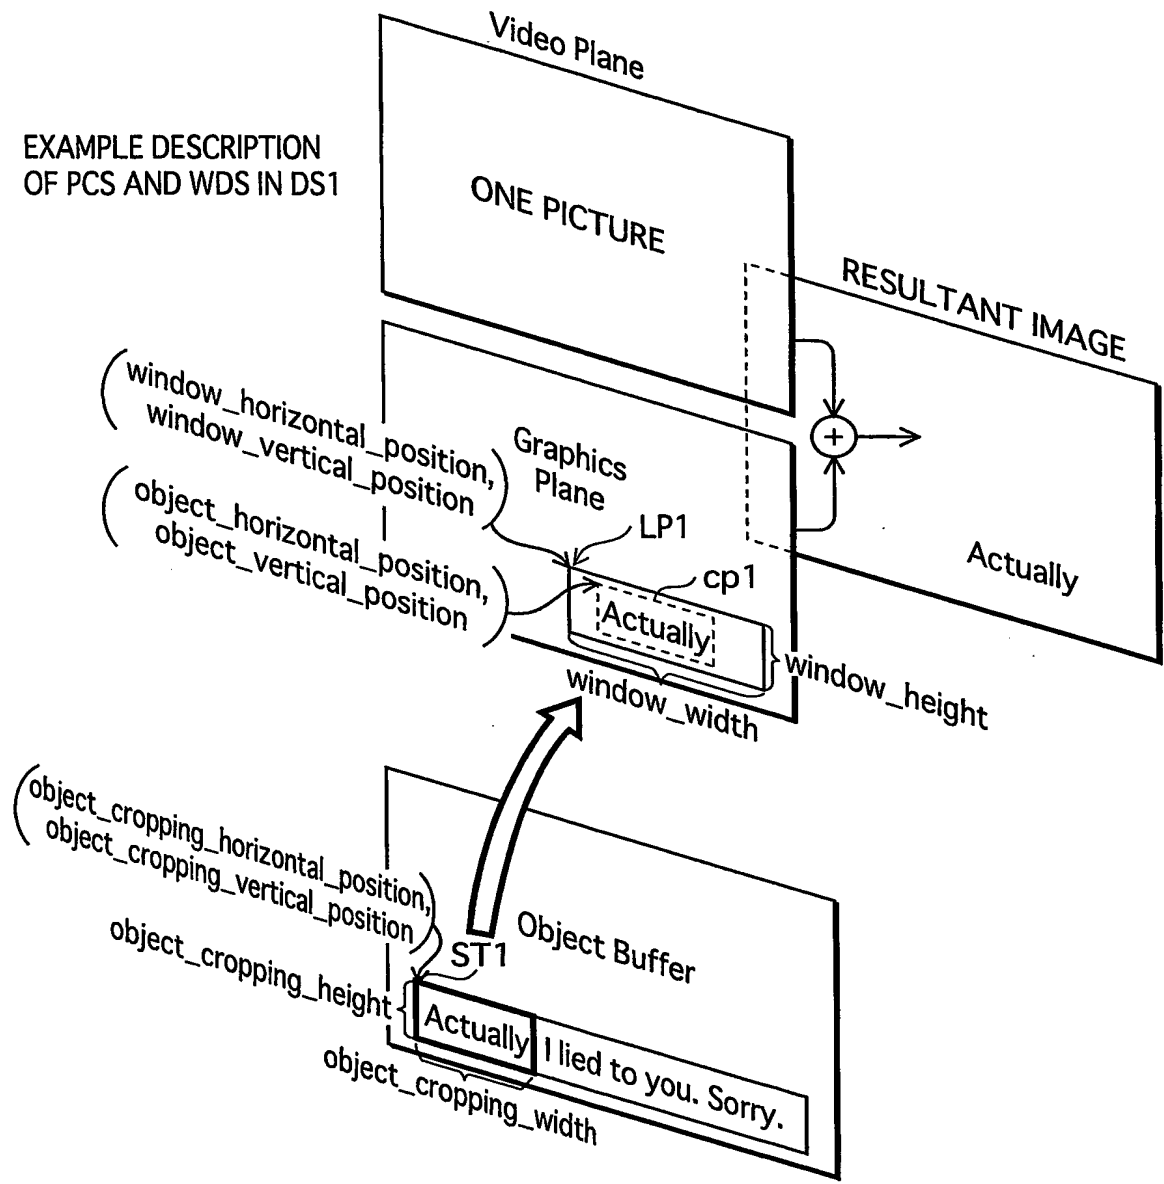 Video Plane
EXAMPLE DESCRIPTION
OF PCS AND WDS IN DS1
ONE PICTURE
RESULTANT IMAGE
(window_horizontal_position,
window_vertical_position)
Graphics
Plane
+
(object_horizontal_position,
object_vertical_position)
LP1
cp1
Actually
Actually
window_height
window_width
(object_cropping_horizontal_position,
object_cropping_vertical_position)
Object Buffer
object_cropping_height
ST1
Actually I lied to you. Sorry.
object_cropping_width